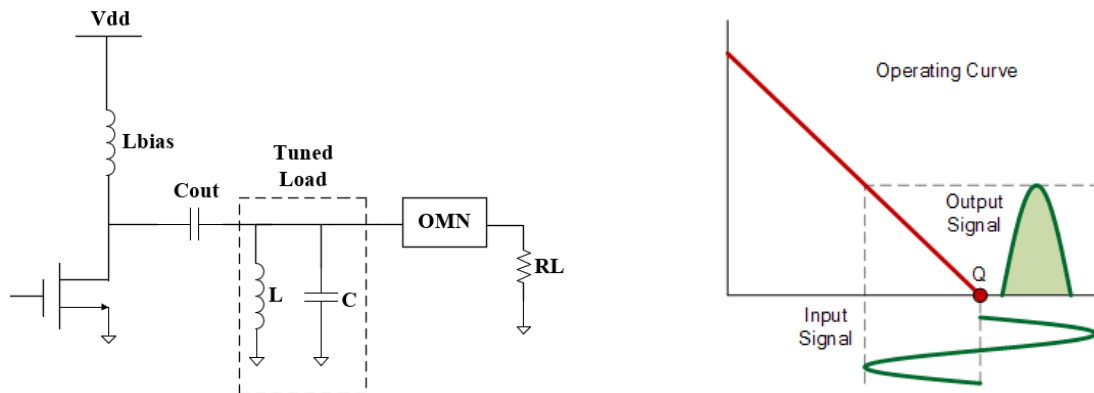 Vdd
Lbias
Cout
Tuned
Load
OMN
RL
L
C
Operating Curve
Output
Signal
Q
Input
Signal